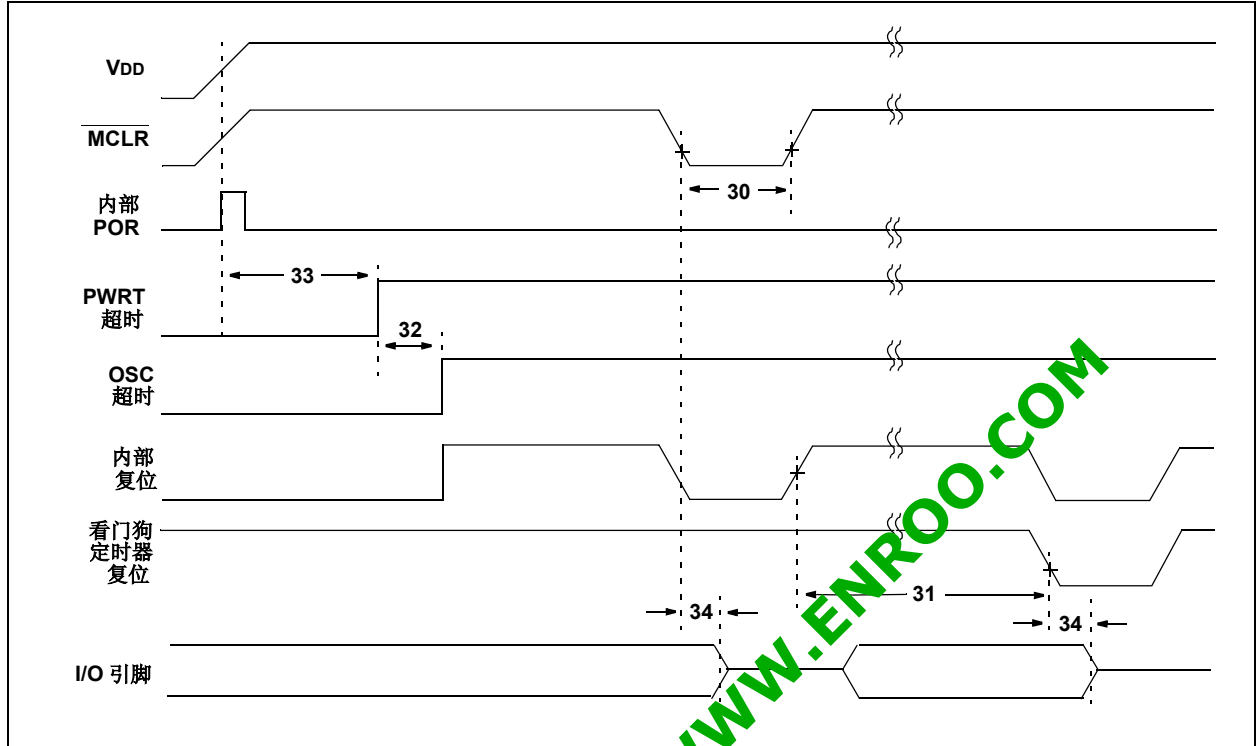 VDD
MCLR
内部
POR
33
30
PWRT
超时
32
OSC
超时
内部
复位
看门狗
定时器
复位
31
34
34
I/O 引脚
WWW.ENROO.COM